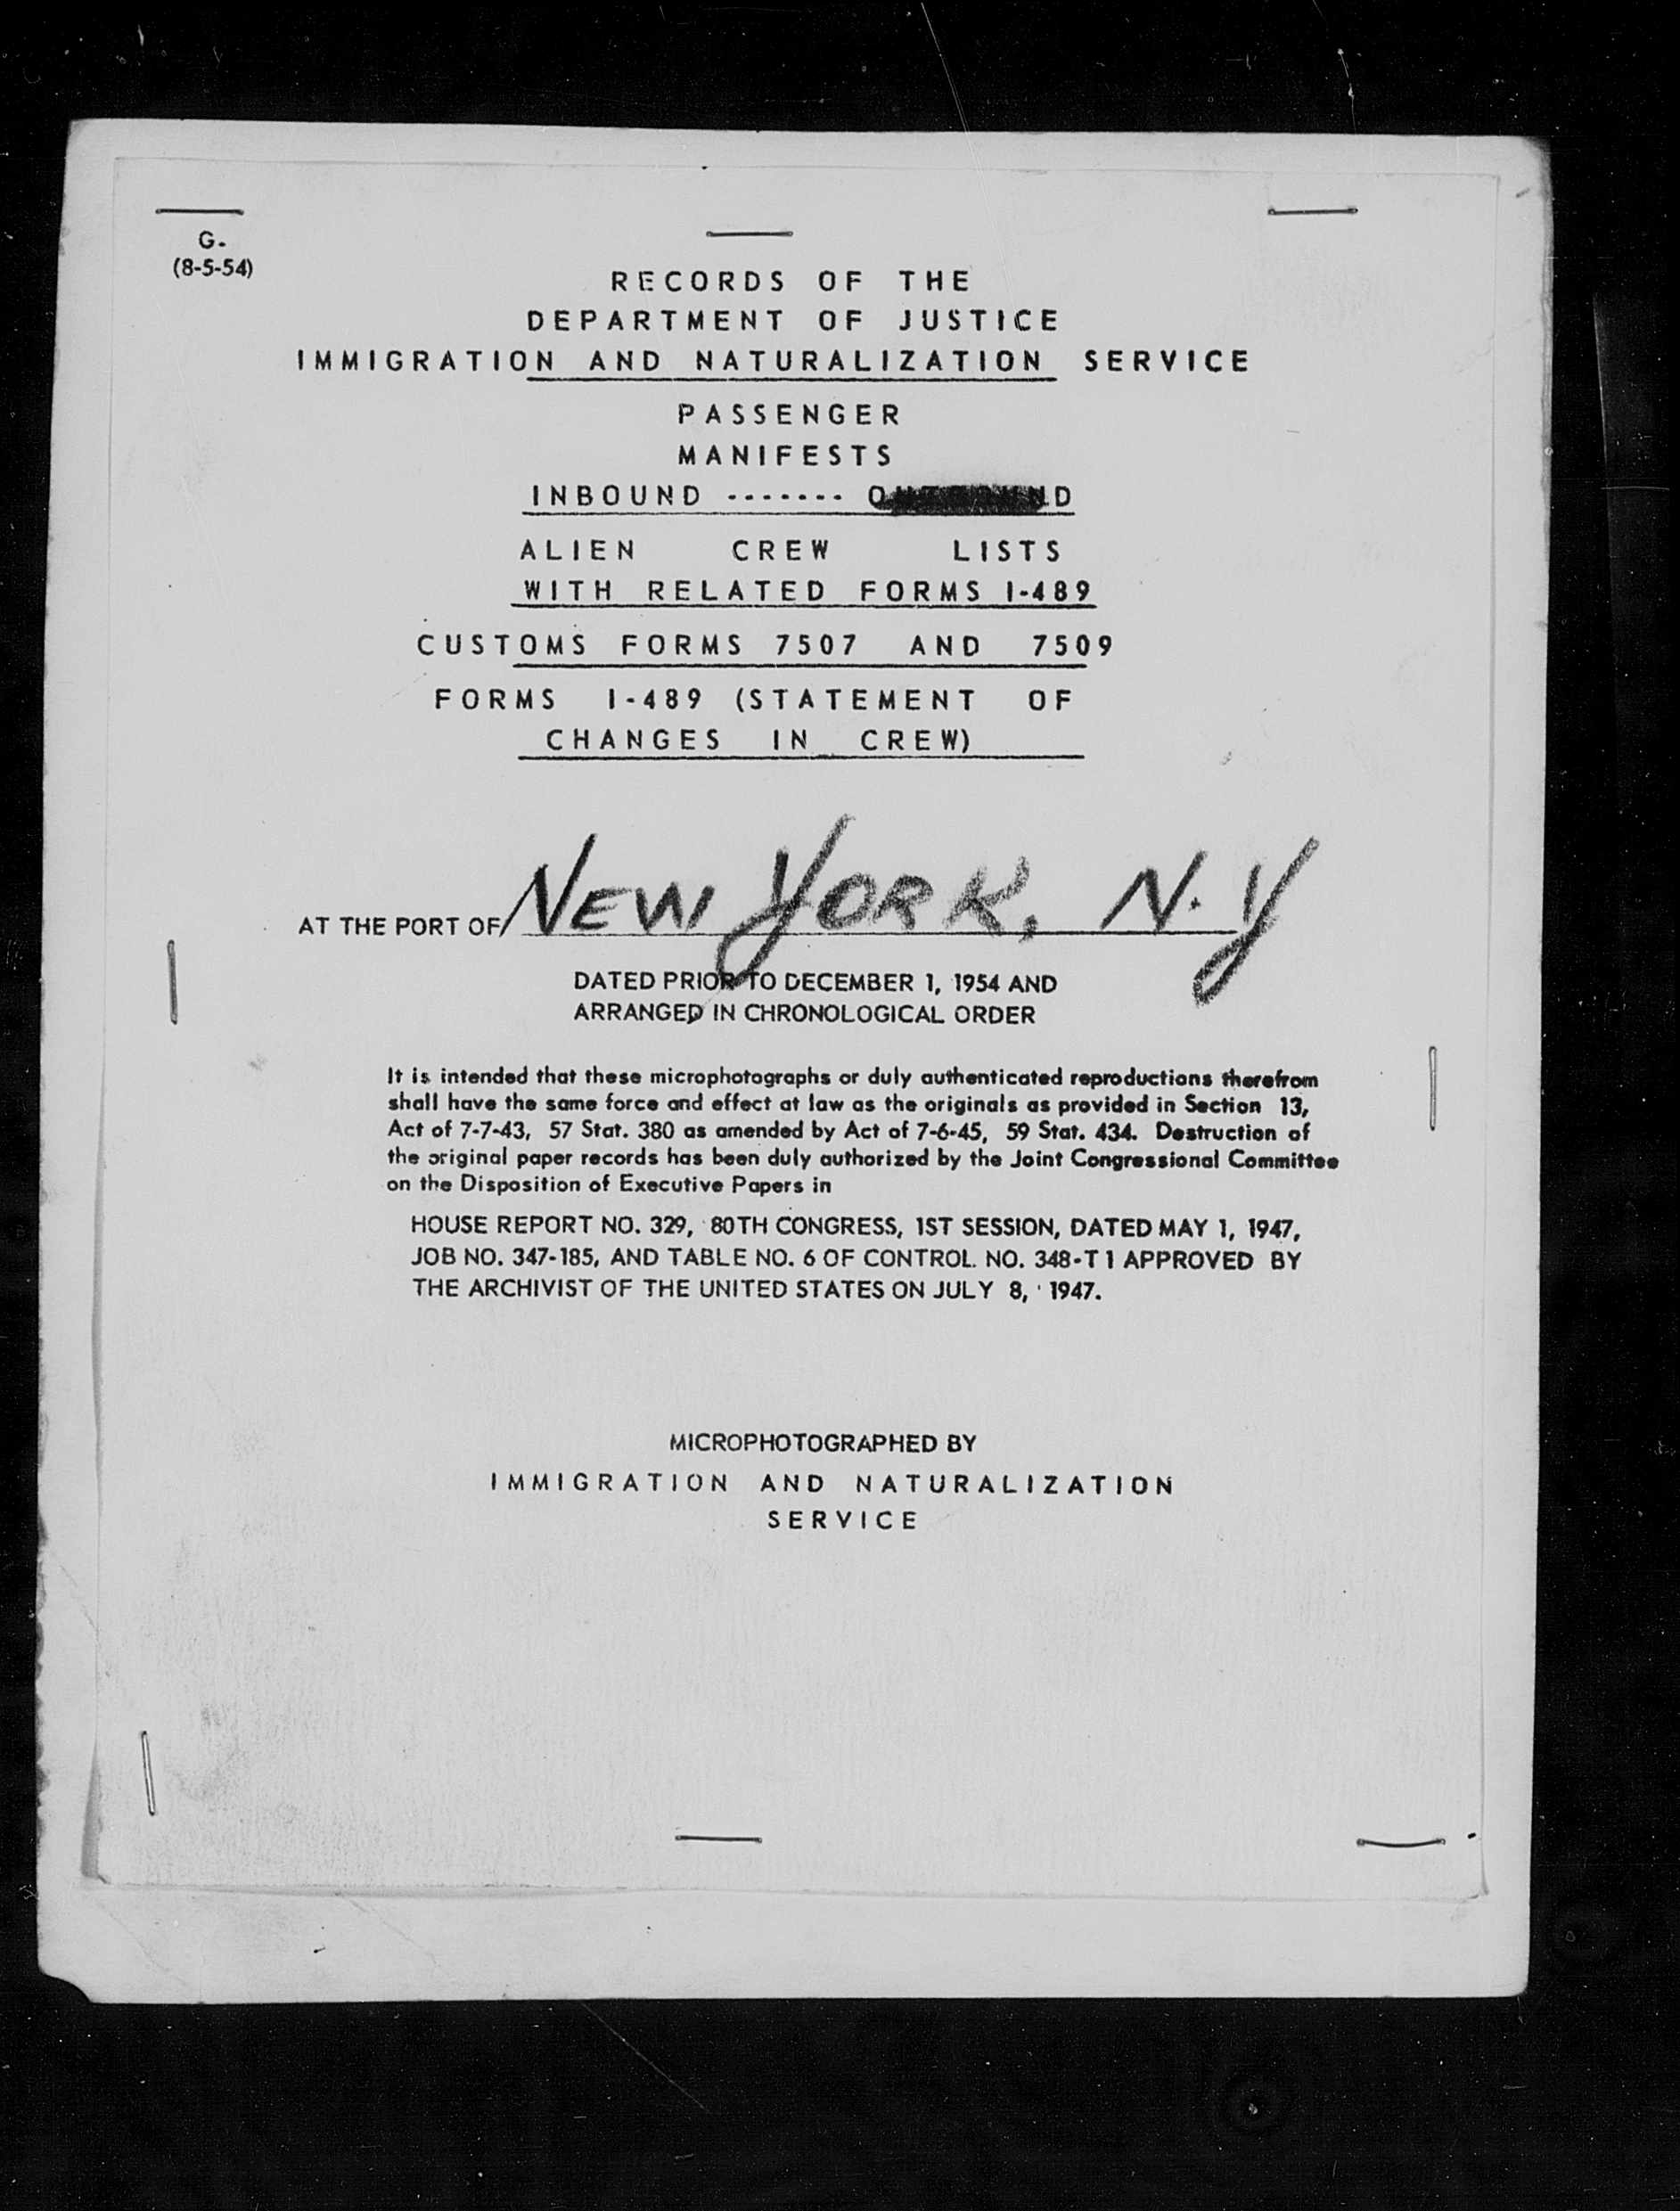 G.
(8-5-54)
RECORDS OF THE
DEPARTMENT OF JUSTICE
IMMIGRATION AND NATURALIZATION SERVICE
PASSENGER
MANIFESTS
INBOUND -------
ALIEN CREW LISTS
WITH RELATED FORMS I-489
CUSTOMS FORMS 7507 AND 7509
FORMS I-489 (STATEMENT OF
CHANGES IN CREW)
AT THE PORT OF NEW YORK, N.Y
DATED PRIOR TO DECEMBER 1, 1954 AND
ARRANGED IN CHRONOLOGICAL ORDER
It is intended that these microphotographs or duly authenticated reproductions therefrom
shall have the same force and effect at law as the originals as provided in Section 13,
Act of 7-7-43, 57 Stat. 380 as amended by Act of 7-6-45, 59 Stat. 434. Destruction of
the original paper records has been duly authorized by the Joint Congressional Committee
on the Disposition of Executive Papers in
HOUSE REPORT NO. 329, 80TH CONGRESS, 1ST SESSION, DATED MAY 1, 1947,
JOB NO. 347-185, AND TABLE NO. 6 OF CONTROL NO. 348-T1 APPROVED BY
THE ARCHIVIST OF THE UNITED STATES ON JULY 8, 1947.
MICROPHOTOGRAPHED BY
IMMIGRATION AND NATURALIZATION
SERVICE